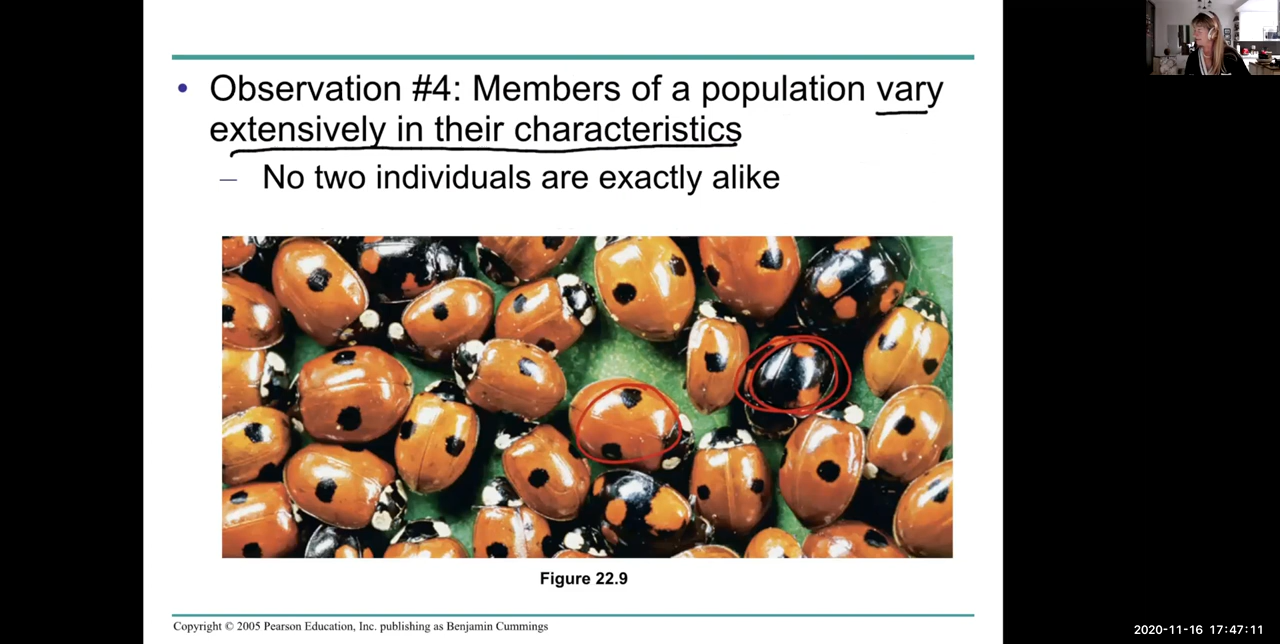 • Observation #4: Members of a population vary
extensively in their characteristics
– No two individuals are exactly alike
Figure 22.9
Copyright © 2005 Pearson Education, Inc. publishing as Benjamin Cummings
2020-11-16 17:47:11